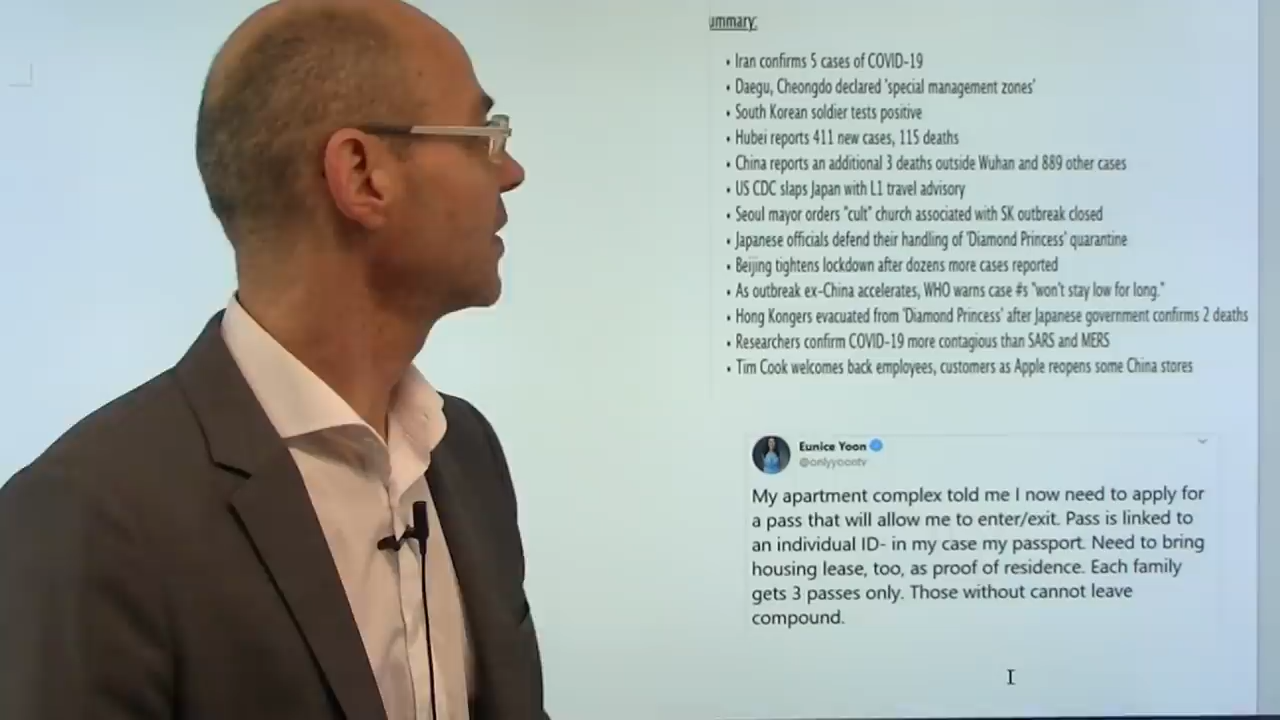 ummary:
• Iran confirms 5 cases of COVID-19
• Daegu, Cheongdo declared 'special management zones'
• South Korean soldier tests positive
• Hubei reports 411 new cases, 115 deaths
• China reports an additional 3 deaths outside Wuhan and 889 other cases
• US CDC slaps Japan with L1 travel advisory
• Seoul mayor orders "cult" church associated with SK outbreak closed
• Japanese officials defend their handling of 'Diamond Princess' quarantine
• Beijing tightens lockdown after dozens more cases reported
• As outbreak ex-China accelerates, WHO warns case #s "won't stay low for long."
• Hong Kongers evacuated from 'Diamond Princess' after Japanese government confirms 2 deaths
• Researchers confirm COVID-19 more contagious than SARS and MERS
• Tim Cook welcomes back employees, customers as Apple reopens some China stores
Eunice Yoon
@onlyyoontv
My apartment complex told me I now need to apply for
a pass that will allow me to enter/exit. Pass is linked to
an individual ID- in my case my passport. Need to bring
housing lease, too, as proof of residence. Each family
gets 3 passes only. Those without cannot leave
compound.